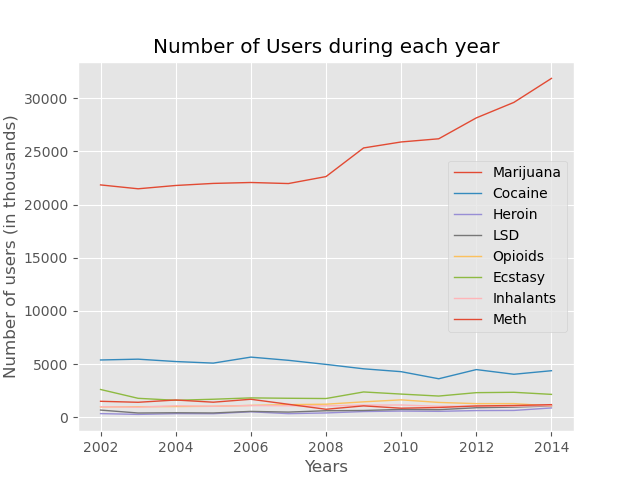 Number of Users during each year
Number of users (in thousands)
30000
25000
20000
15000
10000
5000
0
Marijuana
Cocaine
Heroin
LSD
Opioids
Ecstasy
Inhalants
Meth
2002 2004 2006 2008 2010 2012 2014
Years